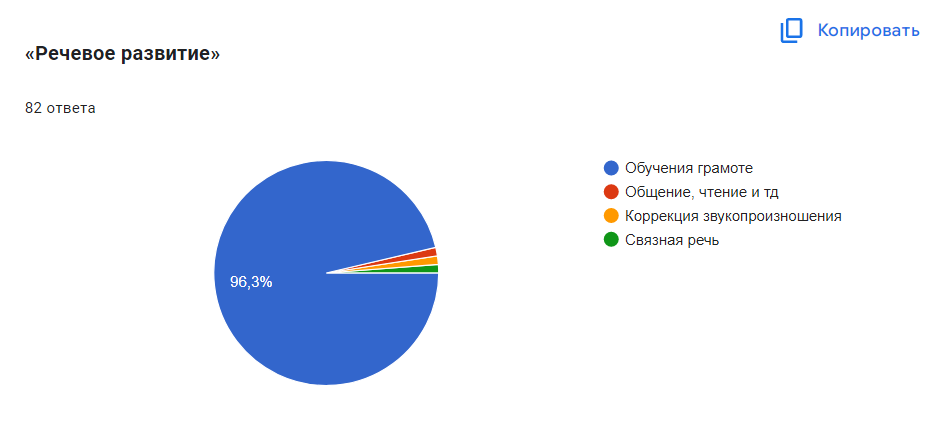 Копировать
«Речевое развитие»
82 ответа
Обучения грамоте
Общение, чтение и тд
Коррекция звукопроизношения
Связная речь
96,3%